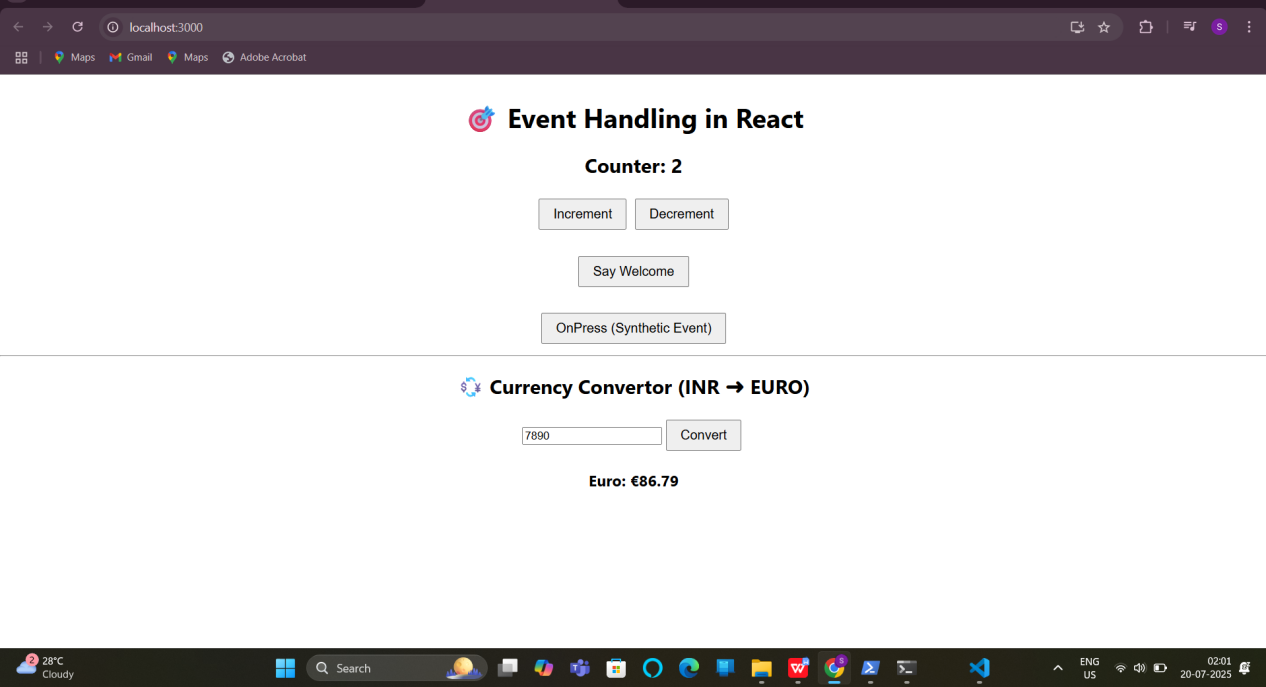 localhost:3000
S
Maps
Gmail
Maps
Adobe Acrobat
🎯 Event Handling in React
Counter: 2
Increment
Decrement
Say Welcome
OnPress (Synthetic Event)
💱 Currency Convertor (INR ➜ EURO)
7890
Convert
Euro: €86.79
2
28°C
Cloudy
Search
S
ENG
US
02:01
20-07-2025